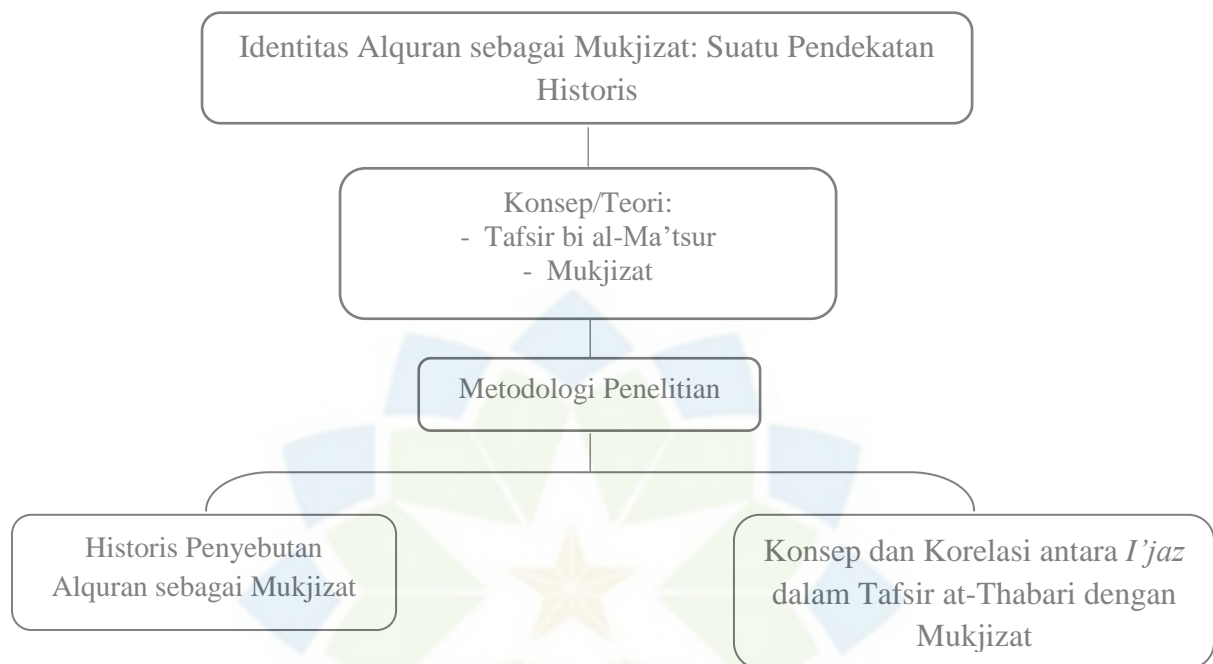 Identitas Alquran sebagai Mukjizat: Suatu Pendekatan
Historis
Konsep/Teori:
- Tafsir bi al-Ma’tsur
- Mukjizat
Metodologi Penelitian
Historis Penyebutan
Alquran sebagai Mukjizat
Konsep dan Korelasi antara I’jaz
dalam Tafsir at-Thabari dengan
Mukjizat